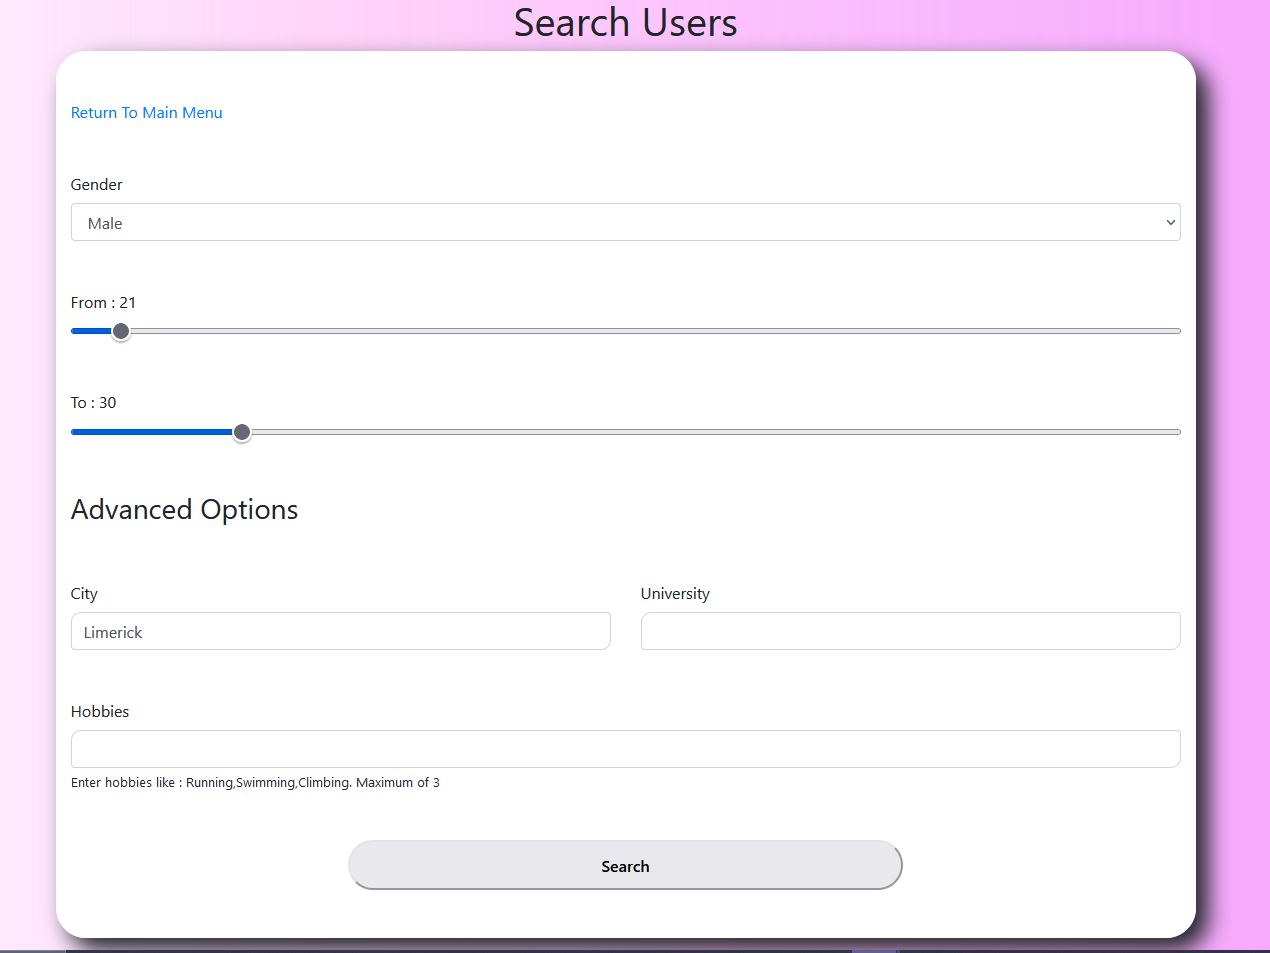 Search Users
Return To Main Menu
Gender
Male
From : 21
To : 30
Advanced Options
City
University
Limerick
Hobbies
Enter hobbies like : Running,Swimming,Climbing. Maximum of 3
Search